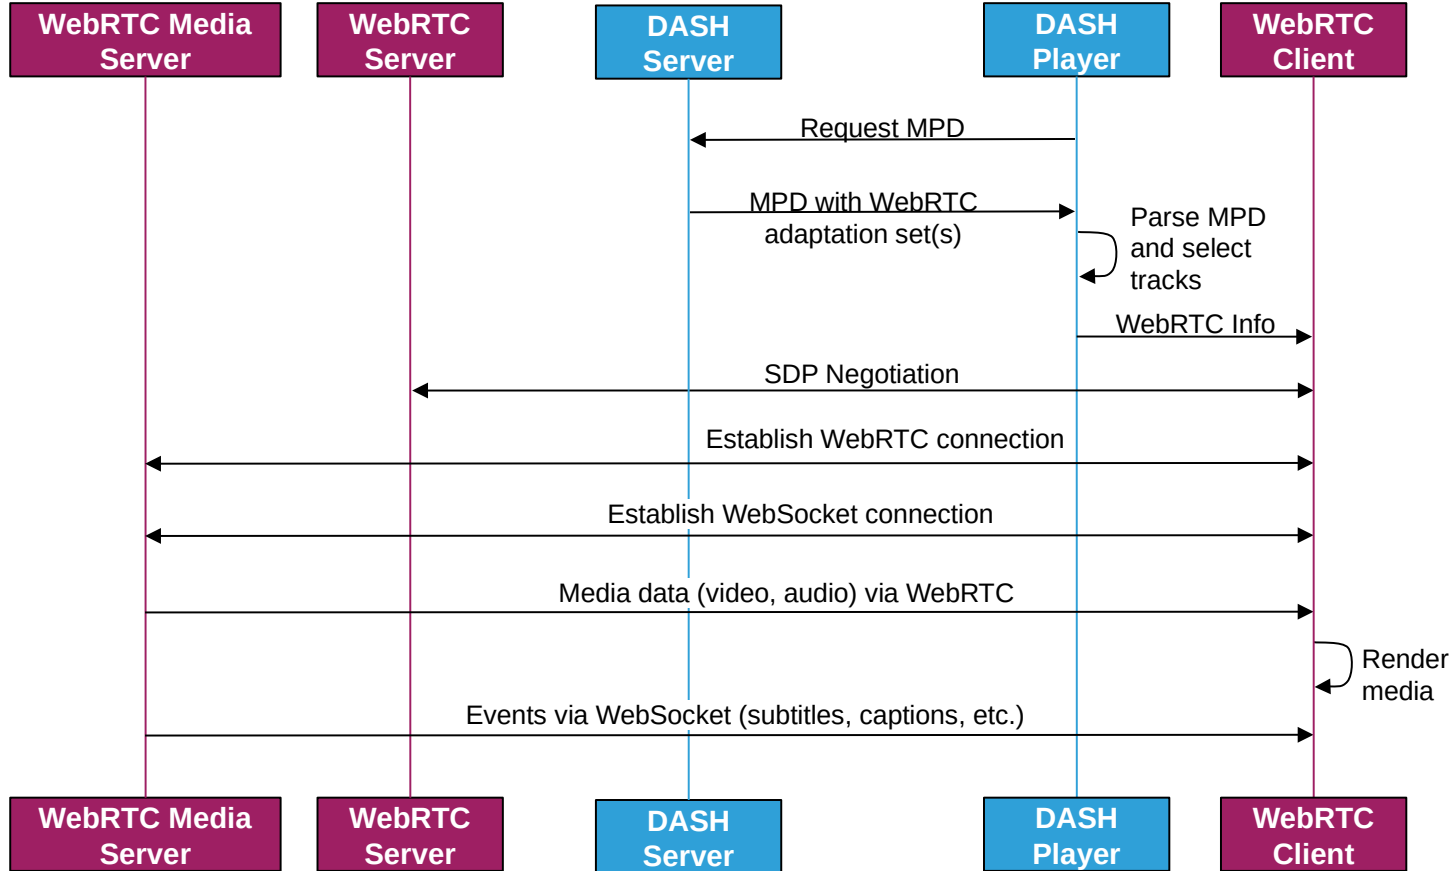 WebRTC Media
Server
WebRTC
Server
DASH
Server
DASH
Player
WebRTC
Client
Request MPD
MPD with WebRTC
adaptation set(s)
Parse MPD
and select
tracks
WebRTC Info
SDP Negotiation
Establish WebRTC connection
Establish WebSocket connection
Media data (video, audio) via WebRTC
Render
media
Events via WebSocket (subtitles, captions, etc.)
WebRTC Media
Server
WebRTC
Server
DASH
Server
DASH
Player
WebRTC
Client